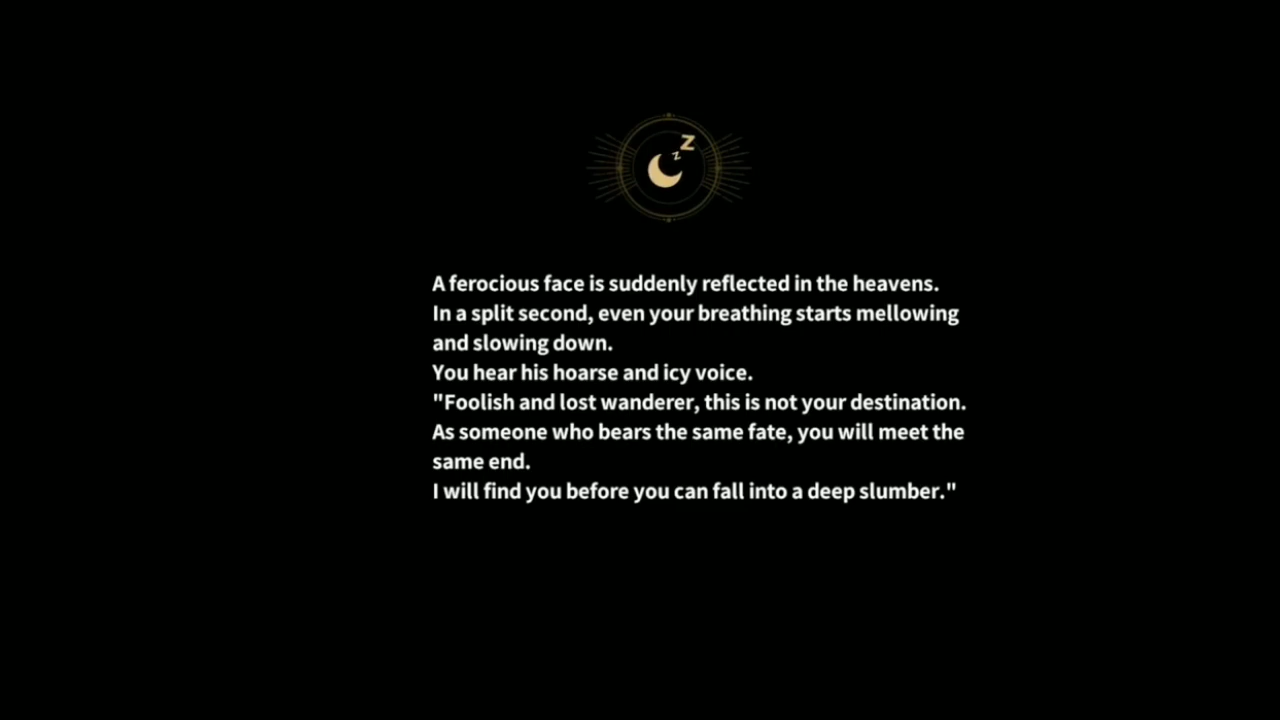 z
z
A ferocious face is suddenly reflected in the heavens.
In a split second, even your breathing starts mellowing
and slowing down.
You hear his hoarse and icy voice.
"Foolish and lost wanderer, this is not your destination.
As someone who bears the same fate, you will meet the
same end.
I will find you before you can fall into a deep slumber."